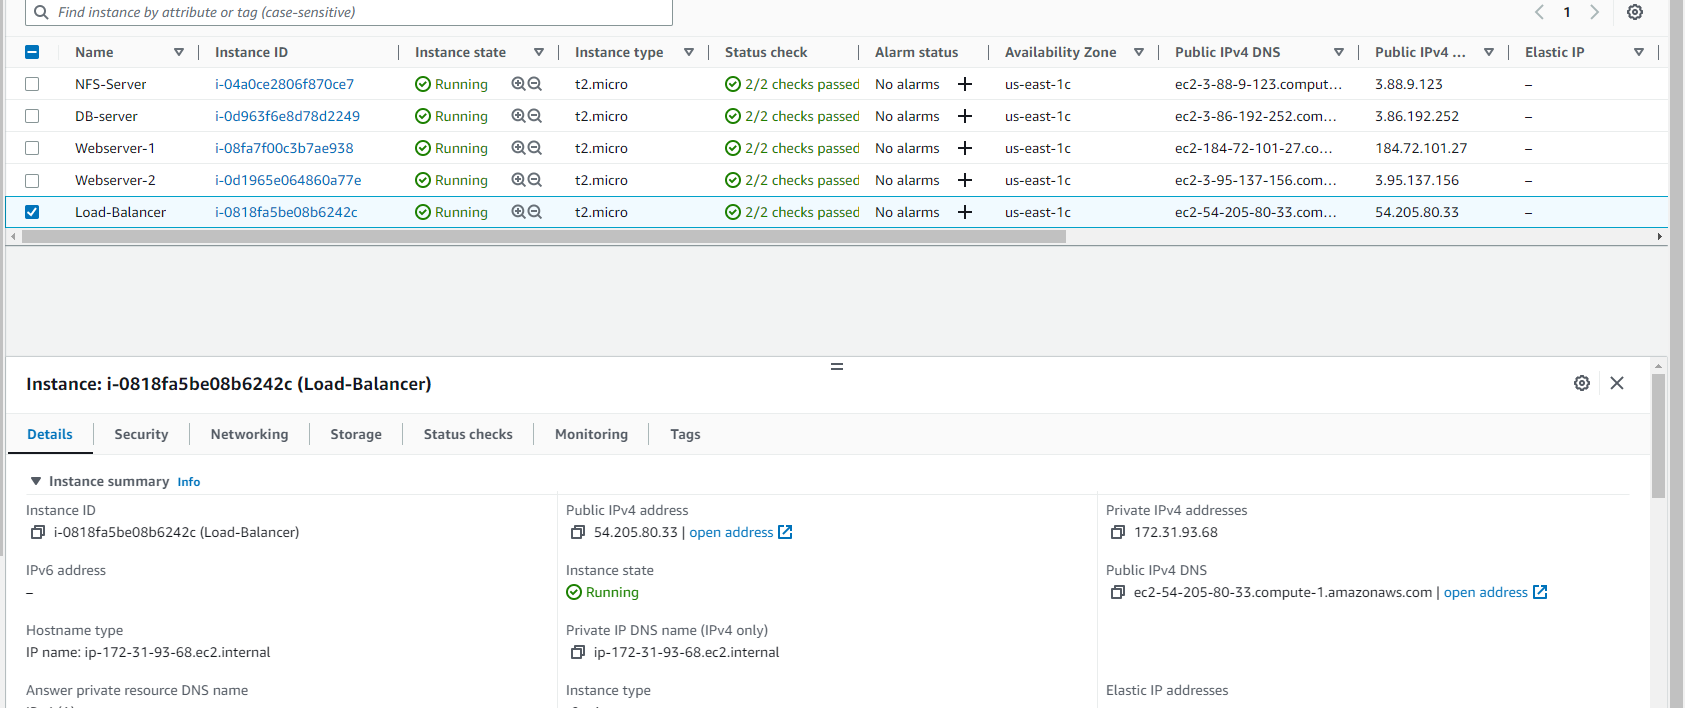 Find instance by attribute or tag (case-sensitive) 1
Name Instance ID Instance state Instance type Status check Alarm status Availability Zone Public IPv4 DNS Public IPv4 ... Elastic IP
NFS-Server i-04a0ce2806f870ce7 Running t2.micro 2/2 checks passed No alarms + us-east-1c ec2-3-88-9-123.comput... 3.88.9.123 –
DB-server i-0d963f6e8d78d2249 Running t2.micro 2/2 checks passed No alarms + us-east-1c ec2-3-86-192-252.com... 3.86.192.252 –
Webserver-1 i-08fa7f00c3b7ae938 Running t2.micro 2/2 checks passed No alarms + us-east-1c ec2-184-72-101-27.co... 184.72.101.27 –
Webserver-2 i-0d1965e064860a77e Running t2.micro 2/2 checks passed No alarms + us-east-1c ec2-3-95-137-156.com... 3.95.137.156 –
Load-Balancer i-0818fa5be08b6242c Running t2.micro 2/2 checks passed No alarms + us-east-1c ec2-54-205-80-33.com... 54.205.80.33 –
Instance: i-0818fa5be08b6242c (Load-Balancer)
Details Security Networking Storage Status checks Monitoring Tags
Instance summary Info
Instance ID Public IPv4 address Private IPv4 addresses
i-0818fa5be08b6242c (Load-Balancer) 54.205.80.33 | open address 172.31.93.68
IPv6 address Instance state Public IPv4 DNS
– Running ec2-54-205-80-33.compute-1.amazonaws.com | open address
Hostname type Private IP DNS name (IPv4 only)
IP name: ip-172-31-93-68.ec2.internal ip-172-31-93-68.ec2.internal
Answer private resource DNS name Instance type Elastic IP addresses